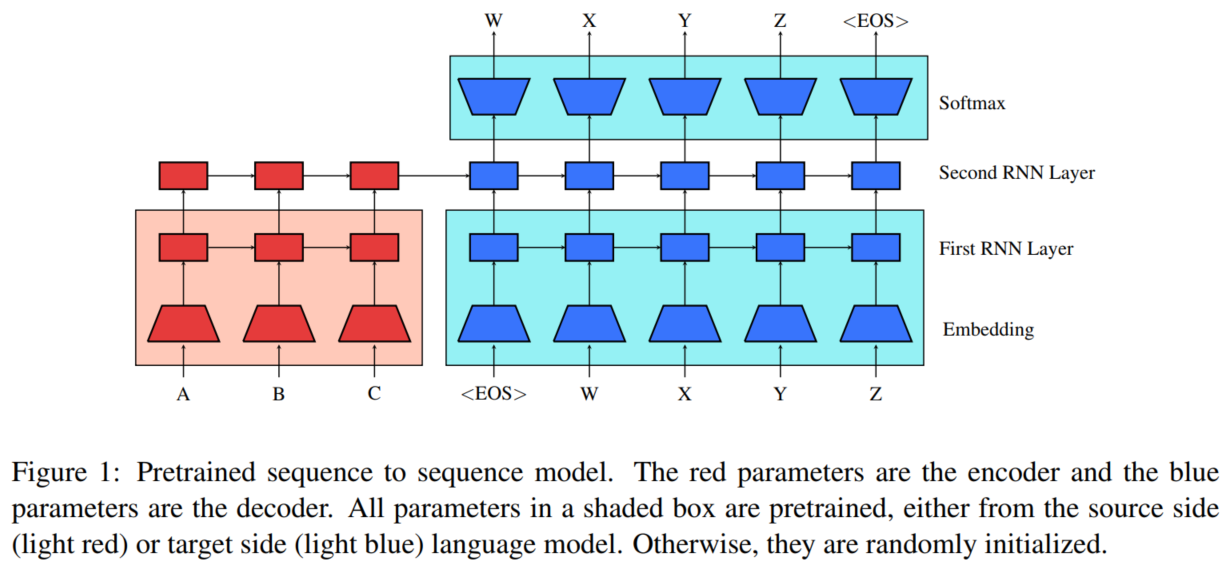 W X Y Z <EOS>
Softmax
Second RNN Layer
First RNN Layer
Embedding
A B C <EOS> W X Y Z
Figure 1: Pretrained sequence to sequence model. The red parameters are the encoder and the blue
parameters are the decoder. All parameters in a shaded box are pretrained, either from the source side
(light red) or target side (light blue) language model. Otherwise, they are randomly initialized.